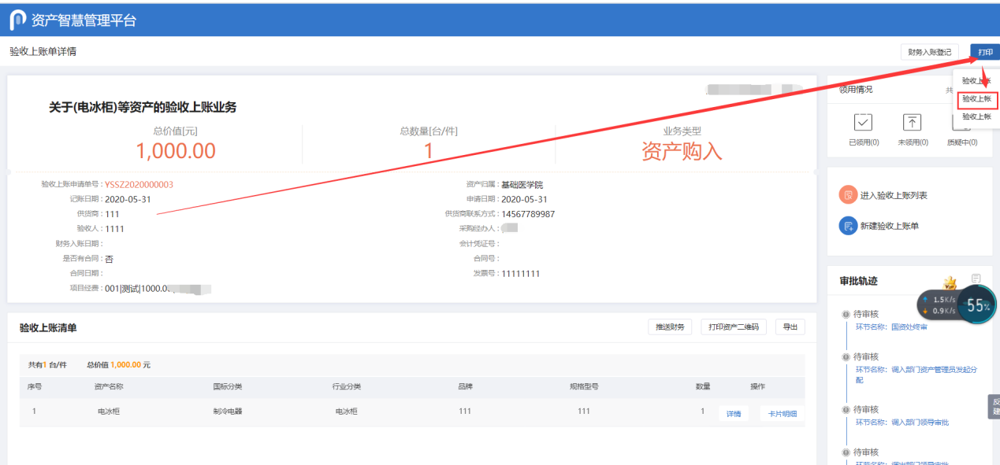 资产智慧管理平台
验收上账单详情
财务入账登记
打印
验收上帐
验收上帐
验收上帐
关于(电冰柜)等资产的验收上账业务
总价值[元]
总数量[台/件]
业务类型
1,000.00
1
资产购入
验收上账申请单号：YSSZ2020000003
资产归属：基础医学院
记账日期：2020-05-31
申请日期：2020-05-31
供货商：111
供货商联系方式：14567789987
验收人：1111
采购经办人：
财务入账日期：
会计凭证号：
是否有合同：否
合同号：
合同日期：
发票号：11111111
项目经费：001|测试|1000.0
领用情况
共
已领用(0)
未领用(0)
质疑中(0)
进入验收上账列表
新建验收上账单
审批轨迹
1.5K/s
0.9K/s
55%
待审核
环节名称：国资处终审
待审核
环节名称：调入部门资产管理员发起分
配
待审核
环节名称：调入部门领导审批
待审核
环节名称：调出部门领导审批
验收上账清单
推送财务
打印资产二维码
导出
共有1 台/件 总价值 1,000.00 元
序号 资产名称 国标分类 行业分类 品牌 规格型号 数量 操作
1 电冰柜 制冷电器 电冰柜 111 111 1 详情 卡片明细